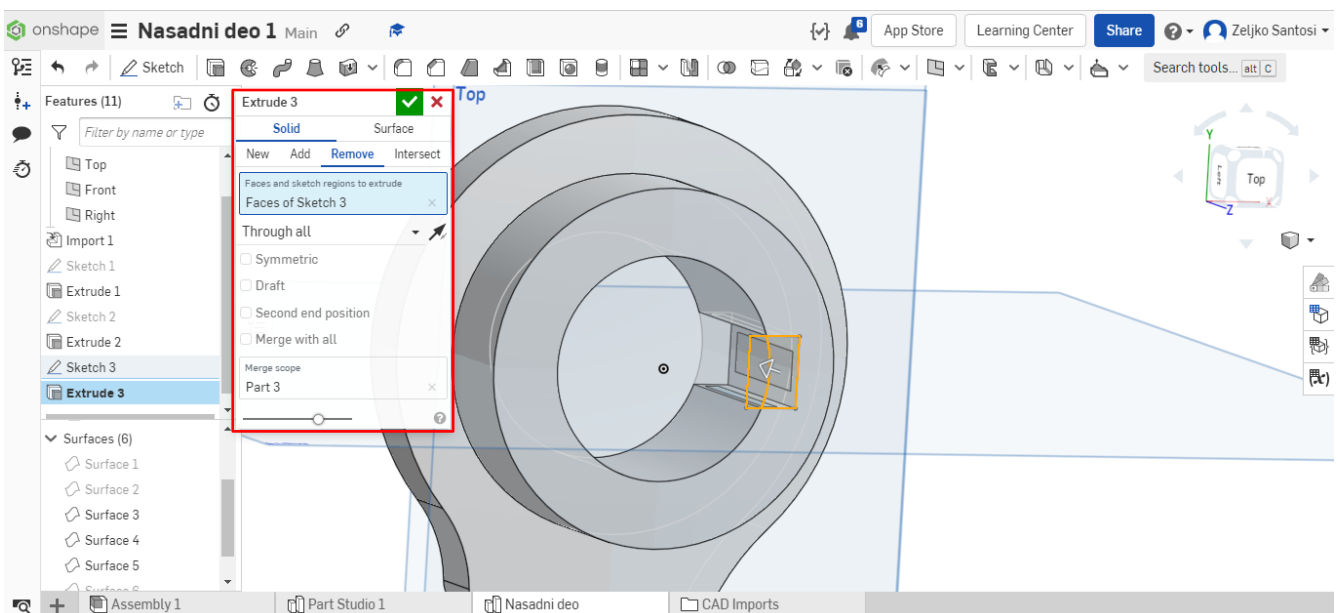 onshape Nasadni deo 1 Main 6 App Store Learning Center Share Zeljko Santosi
Sketch Search tools... alt C
Features (11)
Filter by name or type
Top
Front
Right
Import 1
Sketch 1
Extrude 1
Sketch 2
Extrude 2
Sketch 3
Extrude 3
Surfaces (6)
Surface 1
Surface 2
Surface 3
Surface 4
Surface 5
Surface 6
Extrude 3
Solid Surface
New Add Remove Intersect
Faces and sketch regions to extrude
Faces of Sketch 3
Through all
Symmetric
Draft
Second end position
Merge with all
Merge scope
Part 3
Top
Y
Left
Top
Z
X
(x)
Assembly 1 Part Studio 1 Nasadni deo CAD Imports